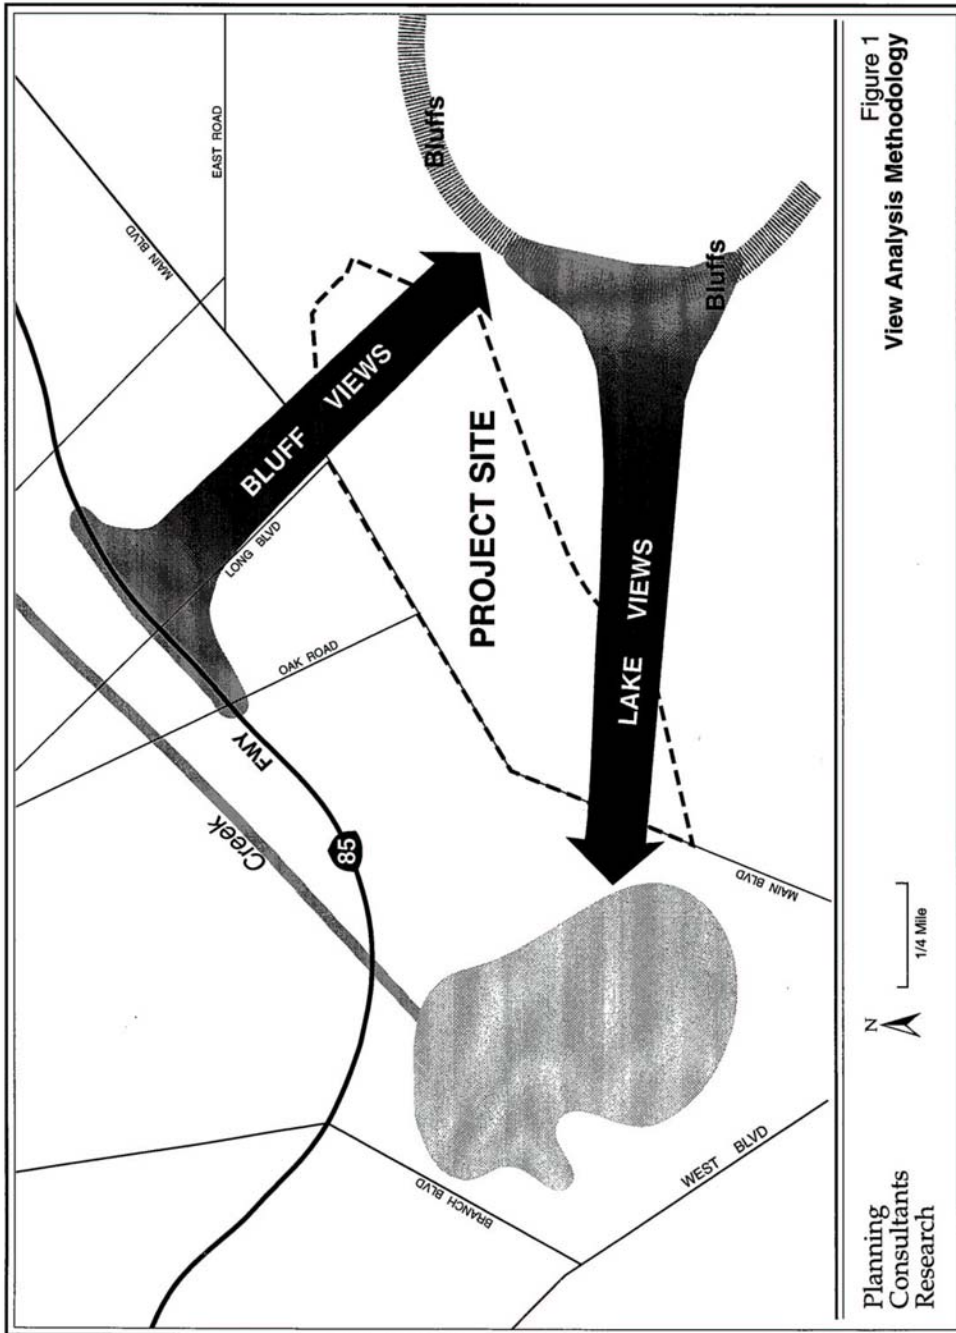 EAST ROAD
MAIN BLVD
Bluffs
BLUFF VIEWS
LONG BLVD
PROJECT SITE
OAK ROAD
FWY
85
Creek
LAKE VIEWS
Bluffs
MAIN BLVD
BRANCH BLVD
WEST BLVD
Planning
Consultants
Research
N
1/4 Mile
Figure 1
View Analysis Methodology